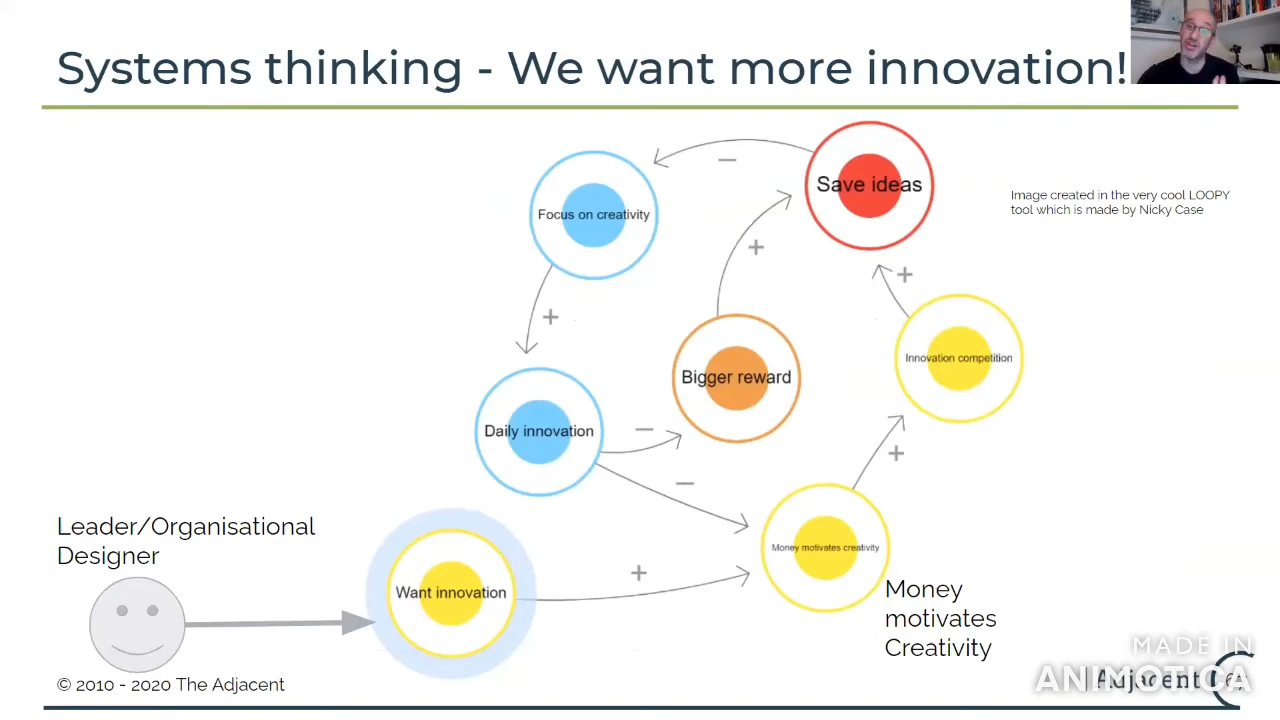 Systems thinking - We want more innovation!
Save ideas
Focus on creativity
Image created in the very cool LOOPY
tool which is made by Nicky Case
+
+
+
Innovation competition
Bigger reward
Daily innovation
+
Leader/Organisational
Designer
Money motivates creativity
+
Want innovation
Money
motivates
Creativity
MADE IN
ANIMOTICA
Adjacent
© 2010 - 2020 The Adjacent